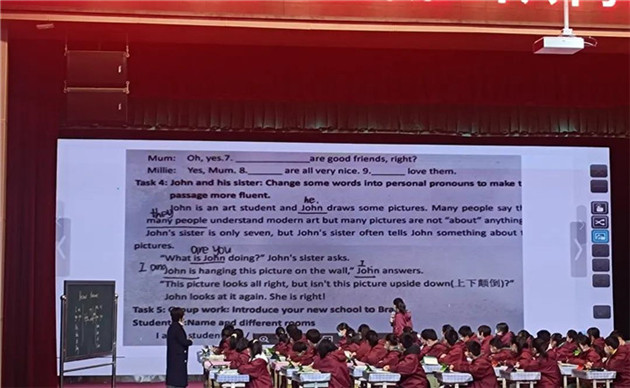 Mum: Oh, yes.7. ____________are good friends, right?
Millie: Yes, Mum. 8.______ are all very nice. 9.______ love them.
Task 4: John and his sister: Change some words into personal pronouns to make t
passage more fluent.
he.
John is an art student and John draws some pictures. Many people say th
they
many people understand modern art but many pictures are not "about" anything
John's sister is only seven, but John's sister often tells John something about t
pictures.
are you
"What is John doing?" John's sister asks.
I am I
John is hanging this picture on the wall," John answers.
"This picture looks all right, but isn't this picture upside down(上下颠倒)?"
John looks at it again. She is right!
Task 5: Group work: Introduce your new school to Br
Student :Name and different rooms
I a student